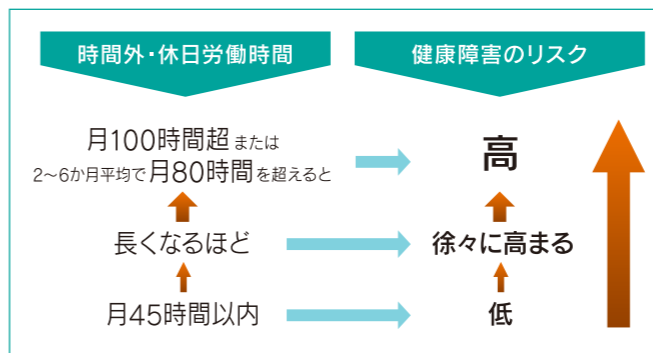 時間外・休日労働時間
健康障害のリスク
月100時間超または
2〜6か月平均で月80時間を超えると
高
長くなるほど
徐々に高まる
月45時間以内
低